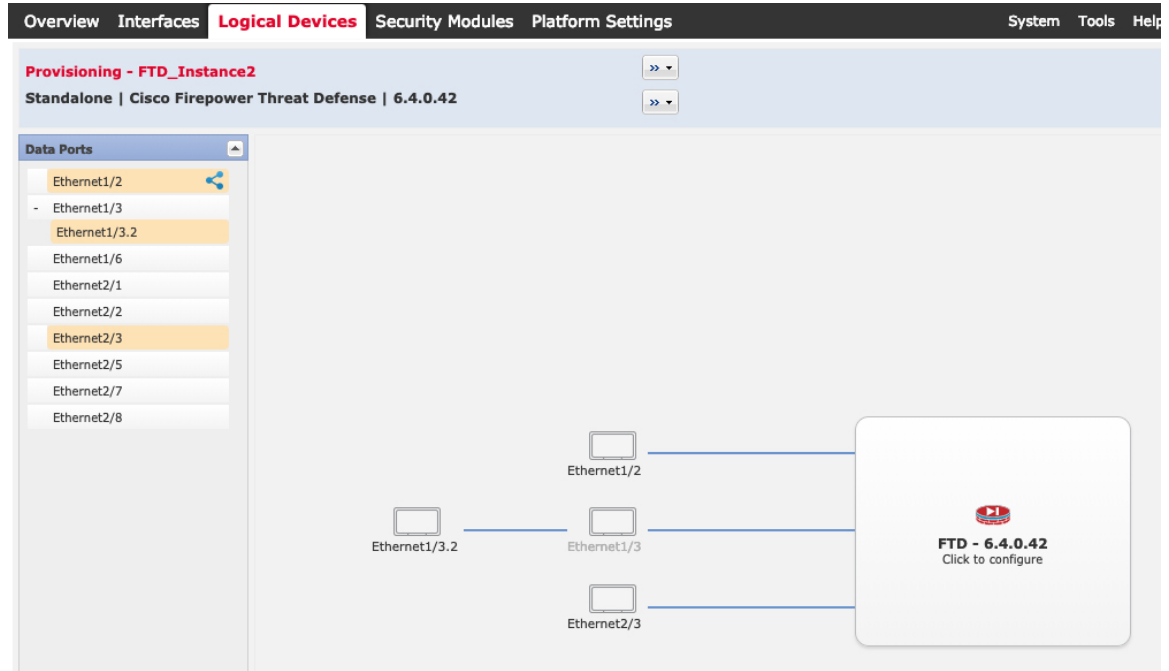 Overview Interfaces Logical Devices Security Modules Platform Settings System Tools Help
Provisioning - FTD_Instance2
Standalone | Cisco Firepower Threat Defense | 6.4.0.42
Data Ports
Ethernet1/2
- Ethernet1/3
Ethernet1/3.2
Ethernet1/6
Ethernet2/1
Ethernet2/2
Ethernet2/3
Ethernet2/5
Ethernet2/7
Ethernet2/8
Ethernet1/2
Ethernet1/3.2
Ethernet1/3
Ethernet2/3
FTD - 6.4.0.42
Click to configure